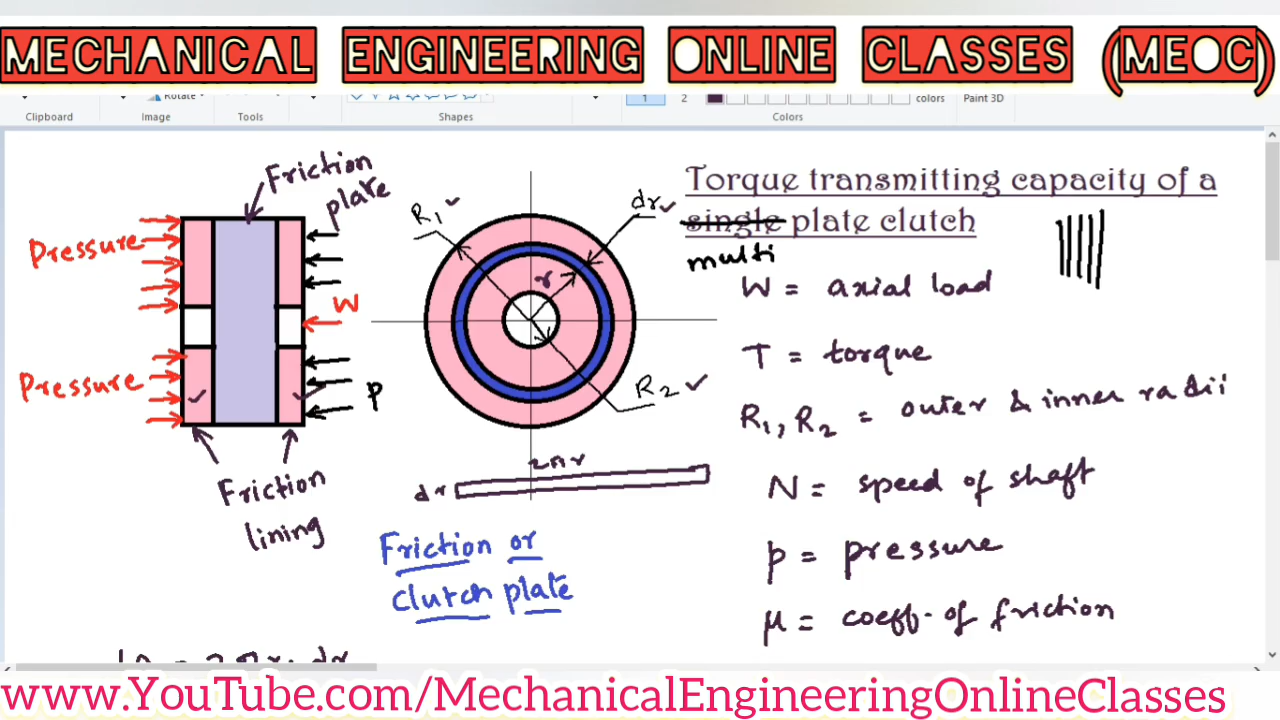 MECHANICAL ENGINEERING ONLINE CLASSES (MEOC)
Rotate
1 2 colors Paint 3D
Clipboard Image Tools Shapes Colors
Torque transmitting capacity of a
single plate clutch
multi
Friction
plate
Pressure
W
Pressure
p
Friction
lining
R1
dr
r
R2
2πr
dr
Friction or
clutch plate
W = axial load
T = torque
R1, R2 = outer & inner radii
N = speed of shaft
p = pressure
μ = coeff. of friction
www.YouTube.com/MechanicalEngineeringOnlineClasses